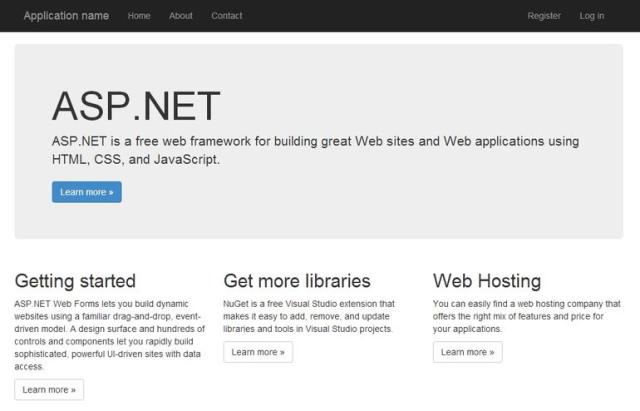 Application name Home About Contact Register Log in
ASP.NET
ASP.NET is a free web framework for building great Web sites and Web applications using
HTML, CSS, and JavaScript.
Learn more »
Getting started
ASP.NET Web Forms lets you build dynamic
websites using a familiar drag-and-drop, event-
driven model. A design surface and hundreds of
controls and components let you rapidly build
sophisticated, powerful UI-driven sites with data
access.
Learn more »
Get more libraries
NuGet is a free Visual Studio extension that
makes it easy to add, remove, and update
libraries and tools in Visual Studio projects.
Learn more »
Web Hosting
You can easily find a web hosting company that
offers the right mix of features and price for
your applications.
Learn more »